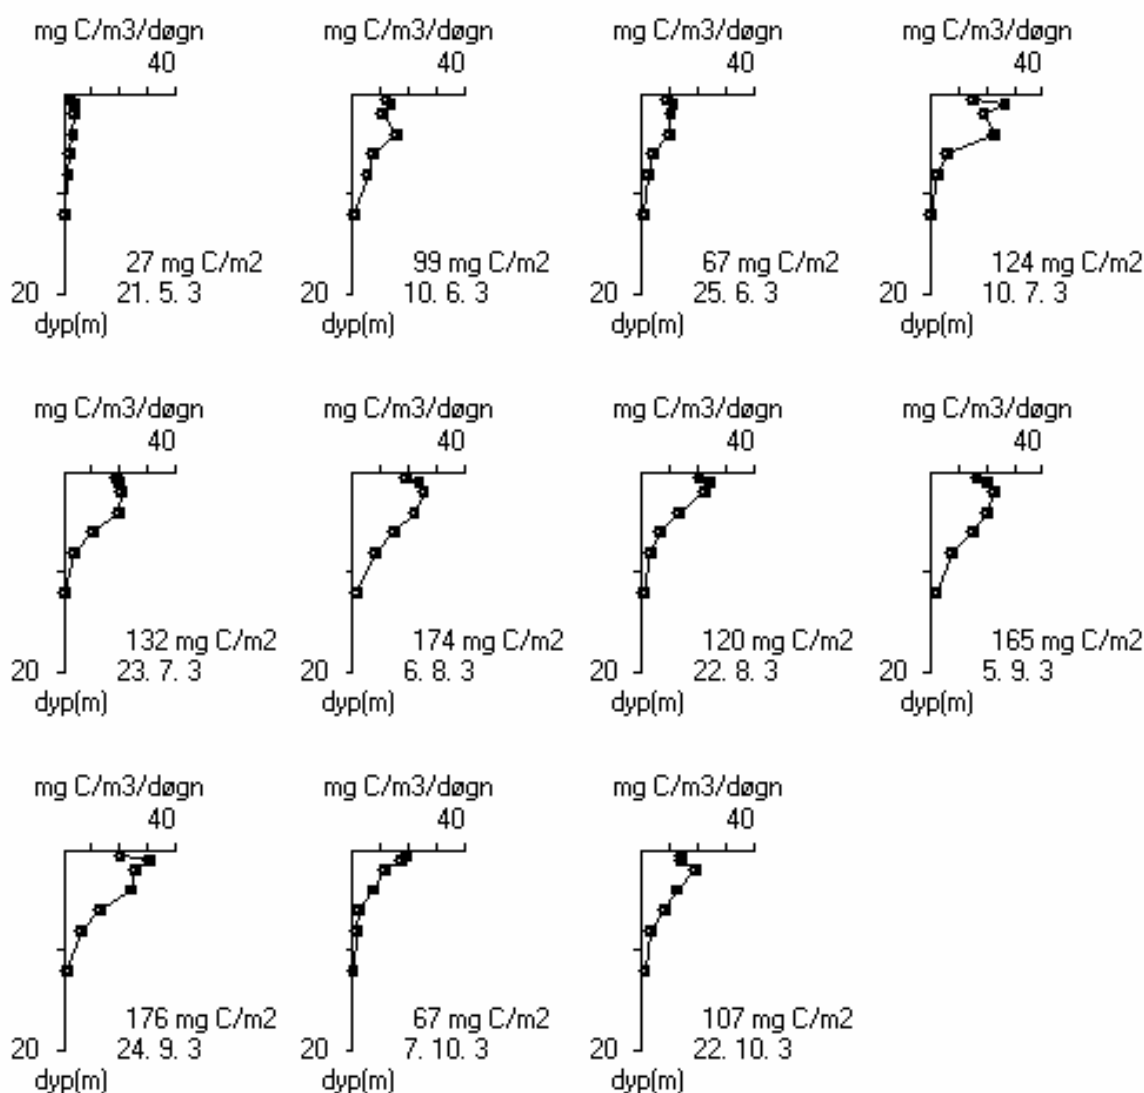 mg C/m3/døgn
40
27 mg C/m2
20 21. 5. 3
dyp(m)
mg C/m3/døgn
40
99 mg C/m2
20 10. 6. 3
dyp(m)
mg C/m3/døgn
40
67 mg C/m2
20 25. 6. 3
dyp(m)
mg C/m3/døgn
40
124 mg C/m2
20 10. 7. 3
dyp(m)
mg C/m3/døgn
40
132 mg C/m2
20 23. 7. 3
dyp(m)
mg C/m3/døgn
40
174 mg C/m2
20 6. 8. 3
dyp(m)
mg C/m3/døgn
40
120 mg C/m2
20 22. 8. 3
dyp(m)
mg C/m3/døgn
40
165 mg C/m2
20 5. 9. 3
dyp(m)
mg C/m3/døgn
40
176 mg C/m2
20 24. 9. 3
dyp(m)
mg C/m3/døgn
40
67 mg C/m2
20 7. 10. 3
dyp(m)
mg C/m3/døgn
40
107 mg C/m2
20 22. 10. 3
dyp(m)